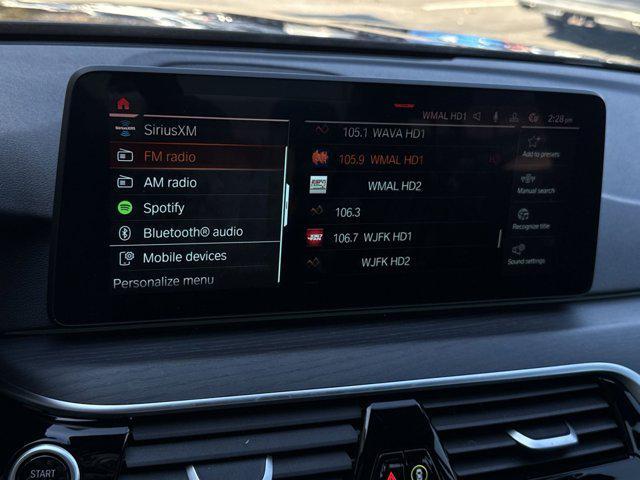 WMAL HD1 2:28 pm
SiriusXM
FM radio
AM radio
Spotify
Bluetooth® audio
Mobile devices
Personalize menu
105.1 WAVA HD1
105.9 WMAL HD1
WMAL HD2
106.3
106.7 WJFK HD1
WJFK HD2
Add to presets
Manual search
Recognize title
Sound settings
START